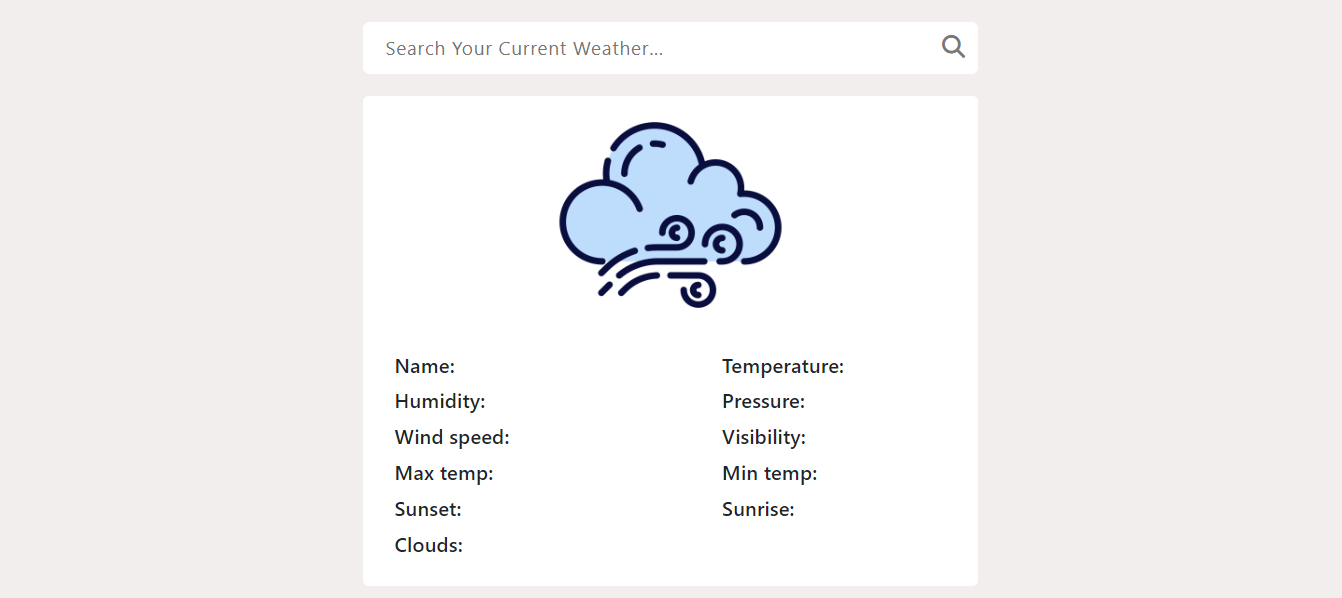 Search Your Current Weather...
Name: Temperature:
Humidity: Pressure:
Wind speed: Visibility:
Max temp: Min temp:
Sunset: Sunrise:
Clouds: